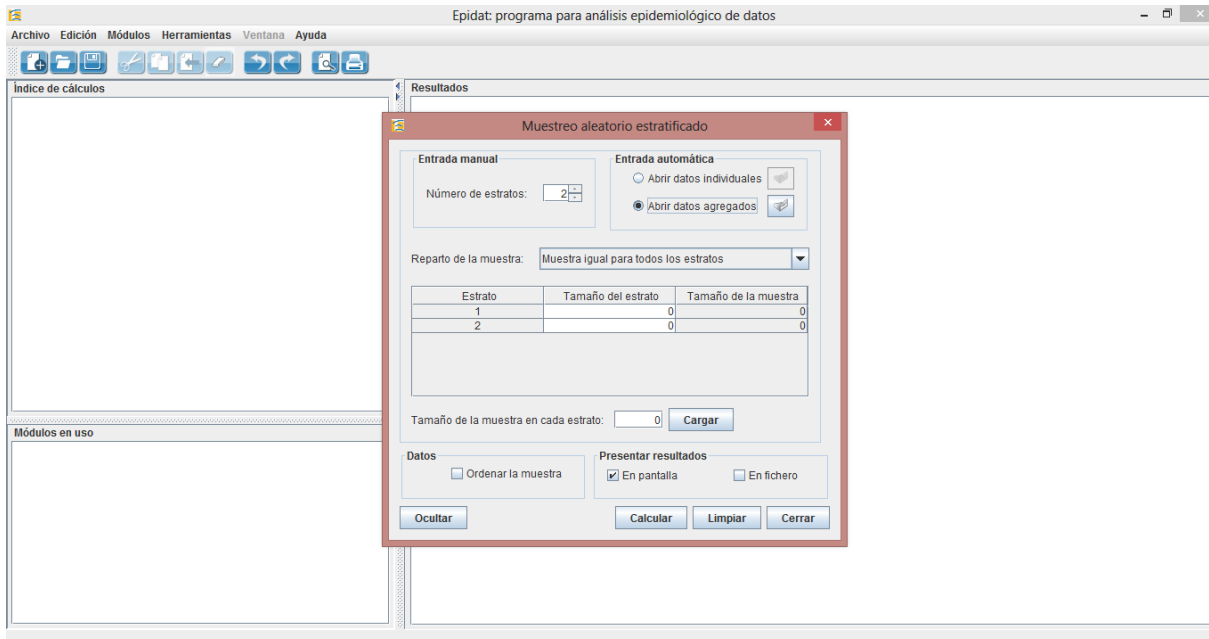 Epidat: programa para análisis epidemiológico de datos
Archivo Edición Módulos Herramientas Ventana Ayuda
Índice de cálculos
Resultados
Muestreo aleatorio estratificado
Entrada manual
Número de estratos: 2
Entrada automática
Abrir datos individuales
Abrir datos agregados
Reparto de la muestra: Muestra igual para todos los estratos
Estrato Tamaño del estrato Tamaño de la muestra
1 0 0
2 0 0
Tamaño de la muestra en cada estrato: 0 Cargar
Módulos en uso
Datos
Ordenar la muestra
Presentar resultados
En pantalla En fichero
Ocultar Calcular Limpiar Cerrar